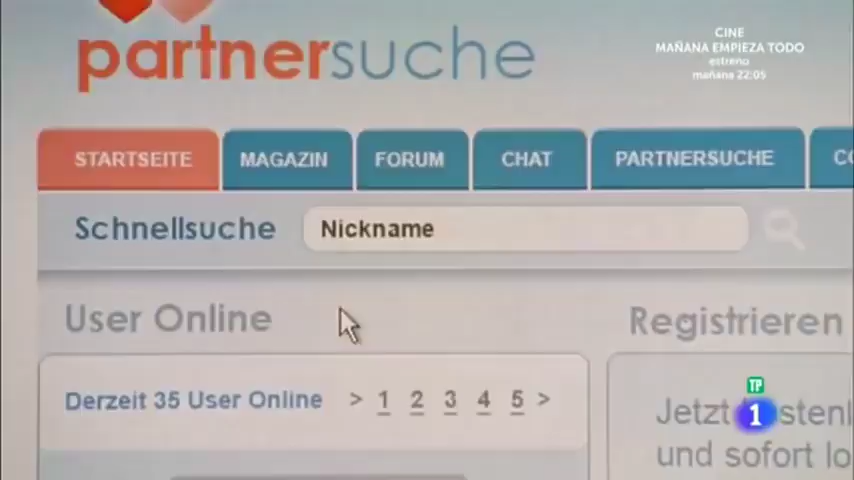 CINE
MAÑANA EMPIEZA TODO
estreno
mañana 22:05
partnersuche
STARTSEITE
MAGAZIN
FORUM
CHAT
PARTNERSUCHE
Schnellsuche
Nickname
User Online
Registrieren
Derzeit 35 User Online > 1 2 3 4 5 >
Jetzt
und sofort
TP
1